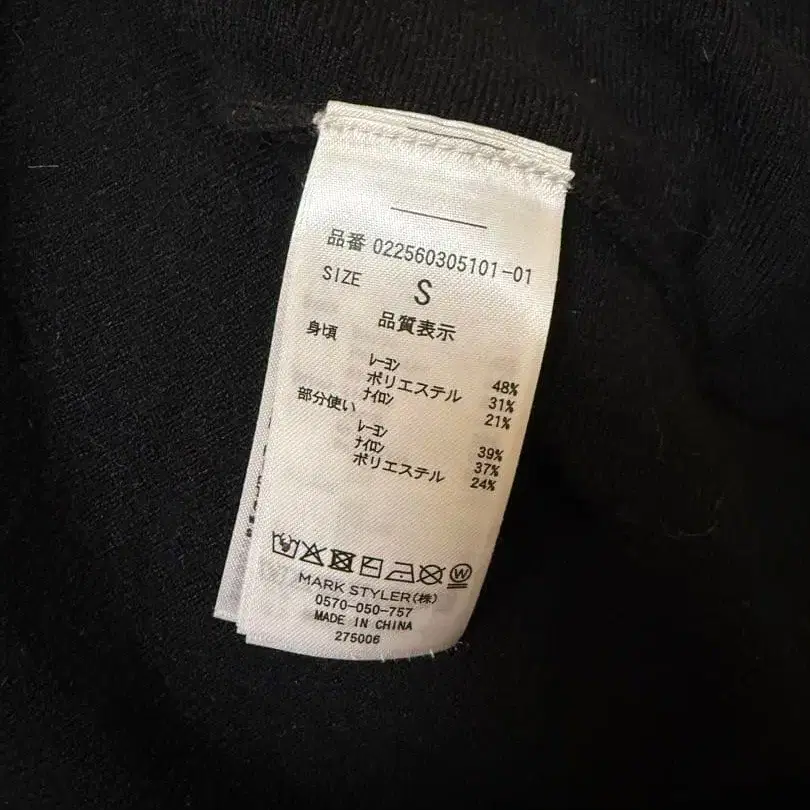 品番 022560305101-01
SIZE S
品質表示
身頃
ﾚｰﾖﾝ 48%
ポリエステル 31%
ﾅｲﾛﾝ 21%
部分使い
ﾚｰﾖﾝ 39%
ﾅｲﾛﾝ 37%
ポリエステル 24%
W
MARK STYLER(株)
0570-050-757
MADE IN CHINA
275006